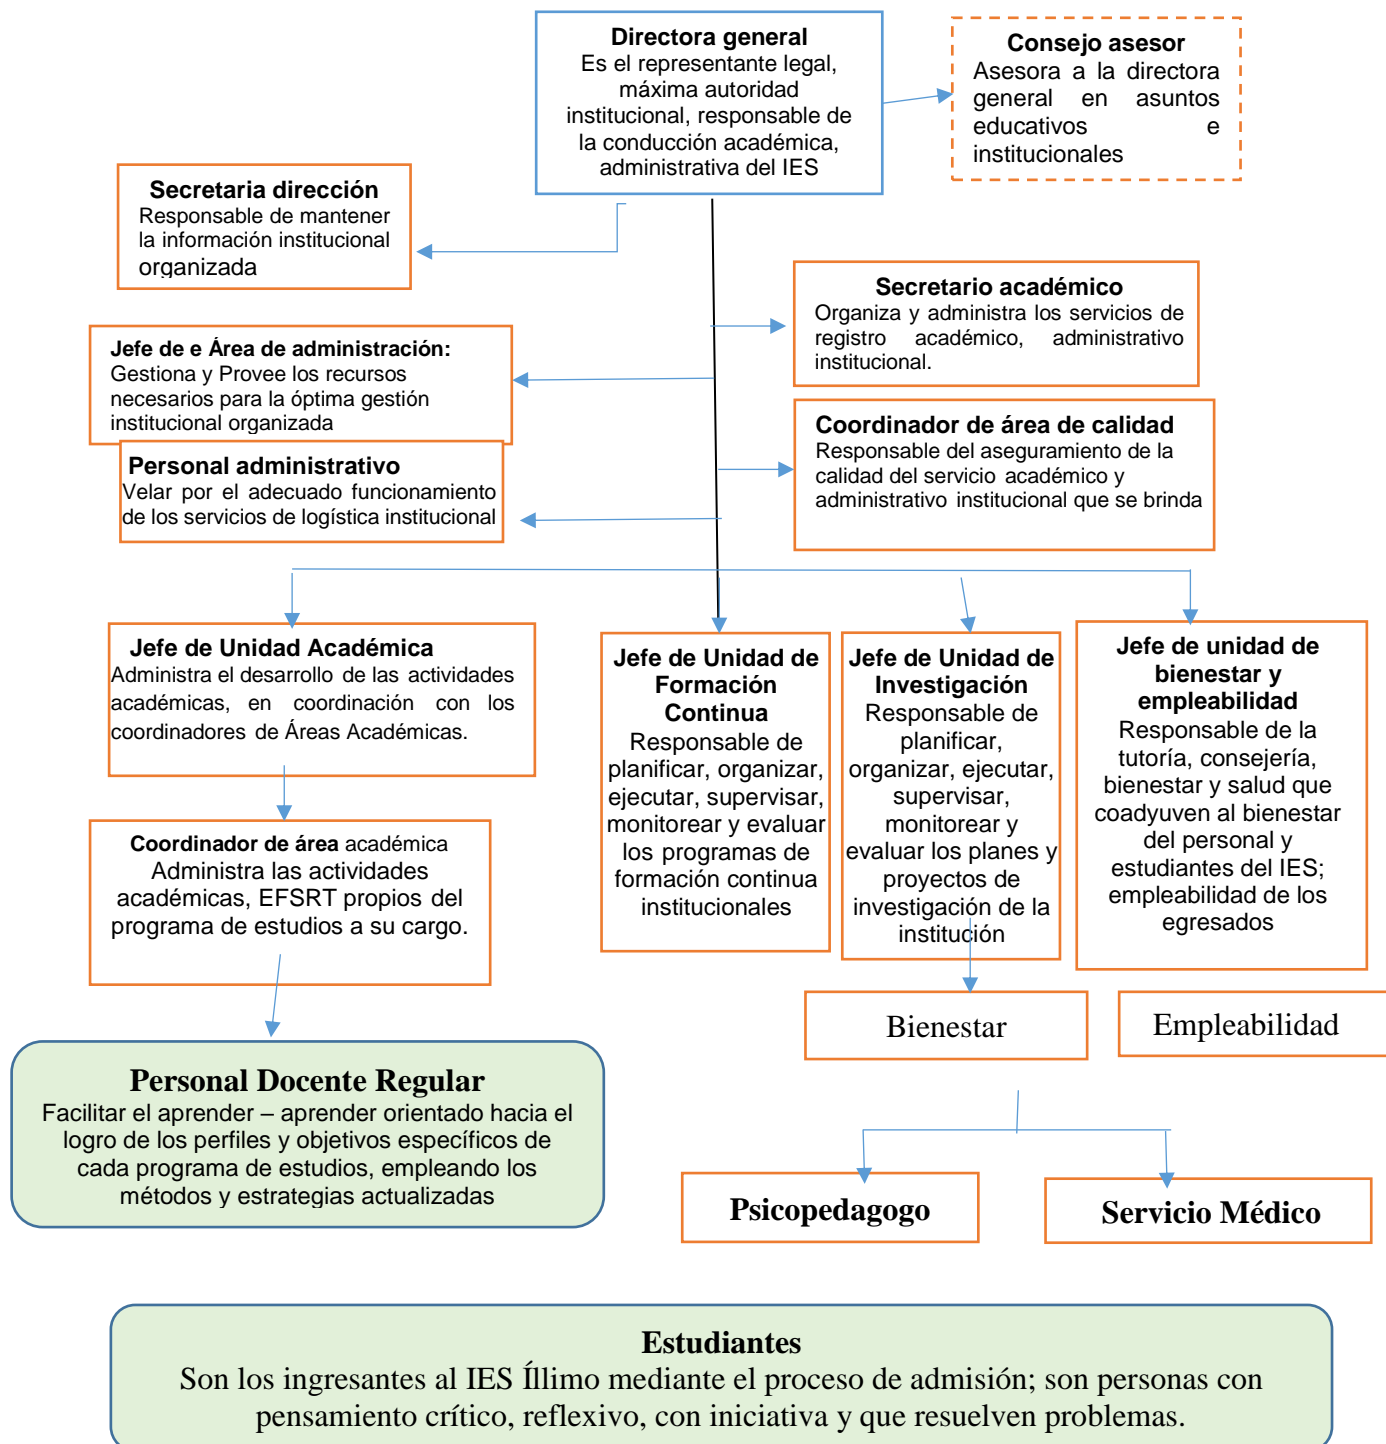 Directora general
Es el representante legal,
máxima autoridad
institucional, responsable de
la conducción académica,
administrativa del IES
Consejo asesor
Asesora a la directora
general en asuntos
educativos e
institucionales
Secretaria dirección
Responsable de mantener
la información institucional
organizada
Secretario académico
Organiza y administra los servicios de
registro académico, administrativo
institucional.
Jefe de e Área de administración:
Gestiona y Provee los recursos
necesarios para la óptima gestión
institucional organizada
Coordinador de área de calidad
Responsable del aseguramiento de la
calidad del servicio académico y
administrativo institucional que se brinda
Personal administrativo
Velar por el adecuado funcionamiento
de los servicios de logística institucional
Jefe de Unidad Académica
Administra el desarrollo de las actividades
académicas, en coordinación con los
coordinadores de Áreas Académicas.
Jefe de Unidad de
Formación
Continua
Responsable de
planificar, organizar,
ejecutar, supervisar,
monitorear y evaluar
los programas de
formación continua
institucionales
Jefe de Unidad de
Investigación
Responsable de
planificar,
organizar, ejecutar,
supervisar,
monitorear y
evaluar los planes y
proyectos de
investigación de la
institución
Jefe de unidad de
bienestar y
empleabilidad
Responsable de la
tutoría, consejería,
bienestar y salud que
coadyuven al bienestar
del personal y
estudiantes del IES;
empleabilidad de los
egresados
Coordinador de área académica
Administra las actividades
académicas, EFSRT propios del
programa de estudios a su cargo.
Bienestar
Empleabilidad
Personal Docente Regular
Facilitar el aprender – aprender orientado hacia el
logro de los perfiles y objetivos específicos de
cada programa de estudios, empleando los
métodos y estrategias actualizadas
Psicopedagogo
Servicio Médico
Estudiantes
Son los ingresantes al IES Íllimo mediante el proceso de admisión; son personas con
pensamiento crítico, reflexivo, con iniciativa y que resuelven problemas.